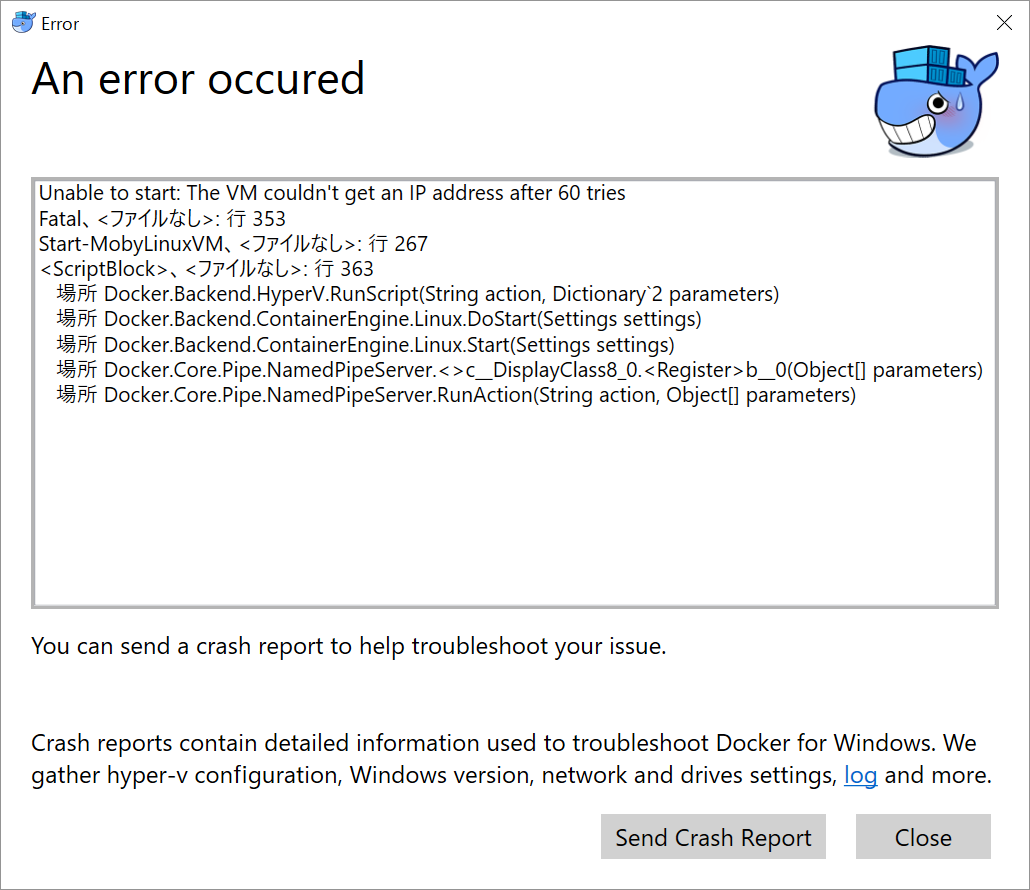 Error
An error occured
Unable to start: The VM couldn't get an IP address after 60 tries
Fatal、<ファイルなし>: 行 353
Start-MobyLinuxVM、<ファイルなし>: 行 267
<ScriptBlock>、<ファイルなし>: 行 363
   場所 Docker.Backend.HyperV.RunScript(String action, Dictionary`2 parameters)
   場所 Docker.Backend.ContainerEngine.Linux.DoStart(Settings settings)
   場所 Docker.Backend.ContainerEngine.Linux.Start(Settings settings)
   場所 Docker.Core.Pipe.NamedPipeServer.<>c__DisplayClass8_0.<Register>b__0(Object[] parameters)
   場所 Docker.Core.Pipe.NamedPipeServer.RunAction(String action, Object[] parameters)
You can send a crash report to help troubleshoot your issue.
Crash reports contain detailed information used to troubleshoot Docker for Windows. We
gather hyper-v configuration, Windows version, network and drives settings, log and more.
Send Crash Report
Close